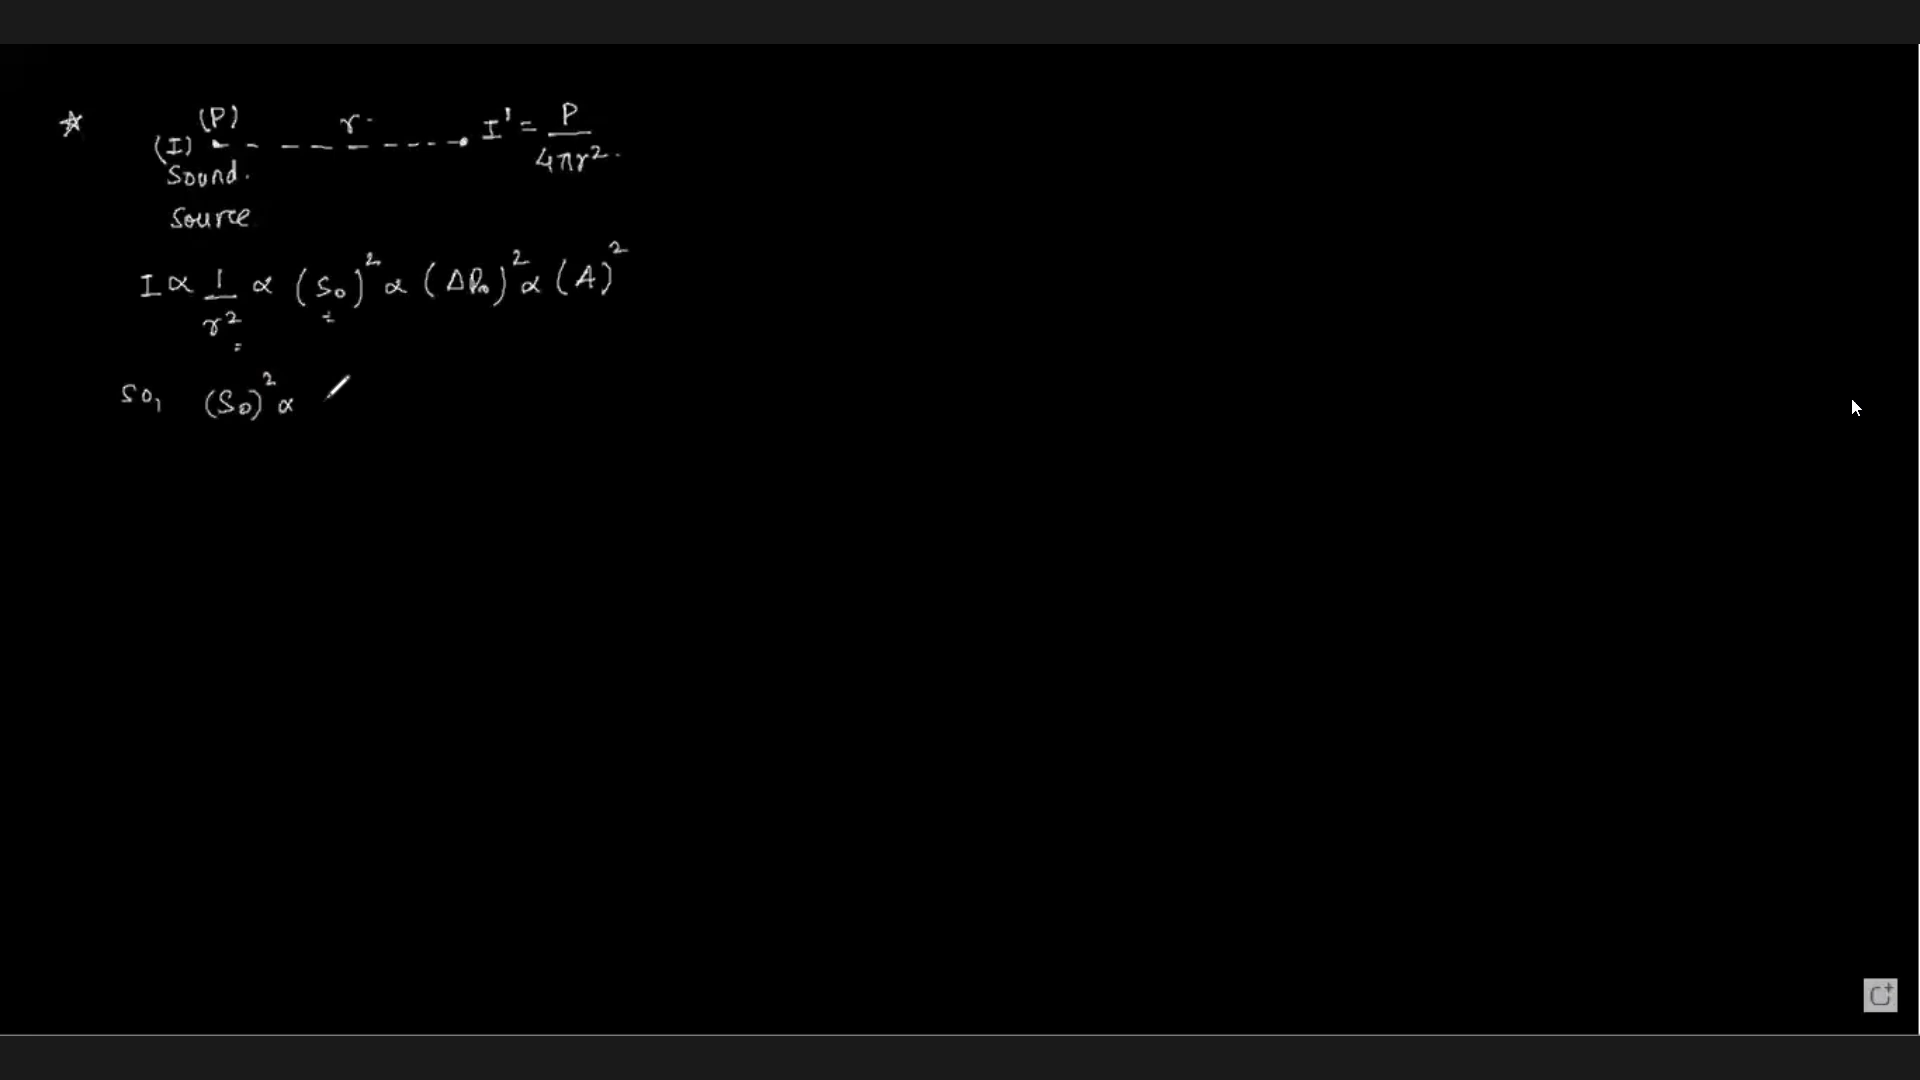 ☆ (P) r. I' = P / 4πr².
(I)
Sound.
Source
I ∝ 1/r² ∝ (S₀)² ∝ (ΔP₀)² ∝ (A)²
So, (S₀)² ∝